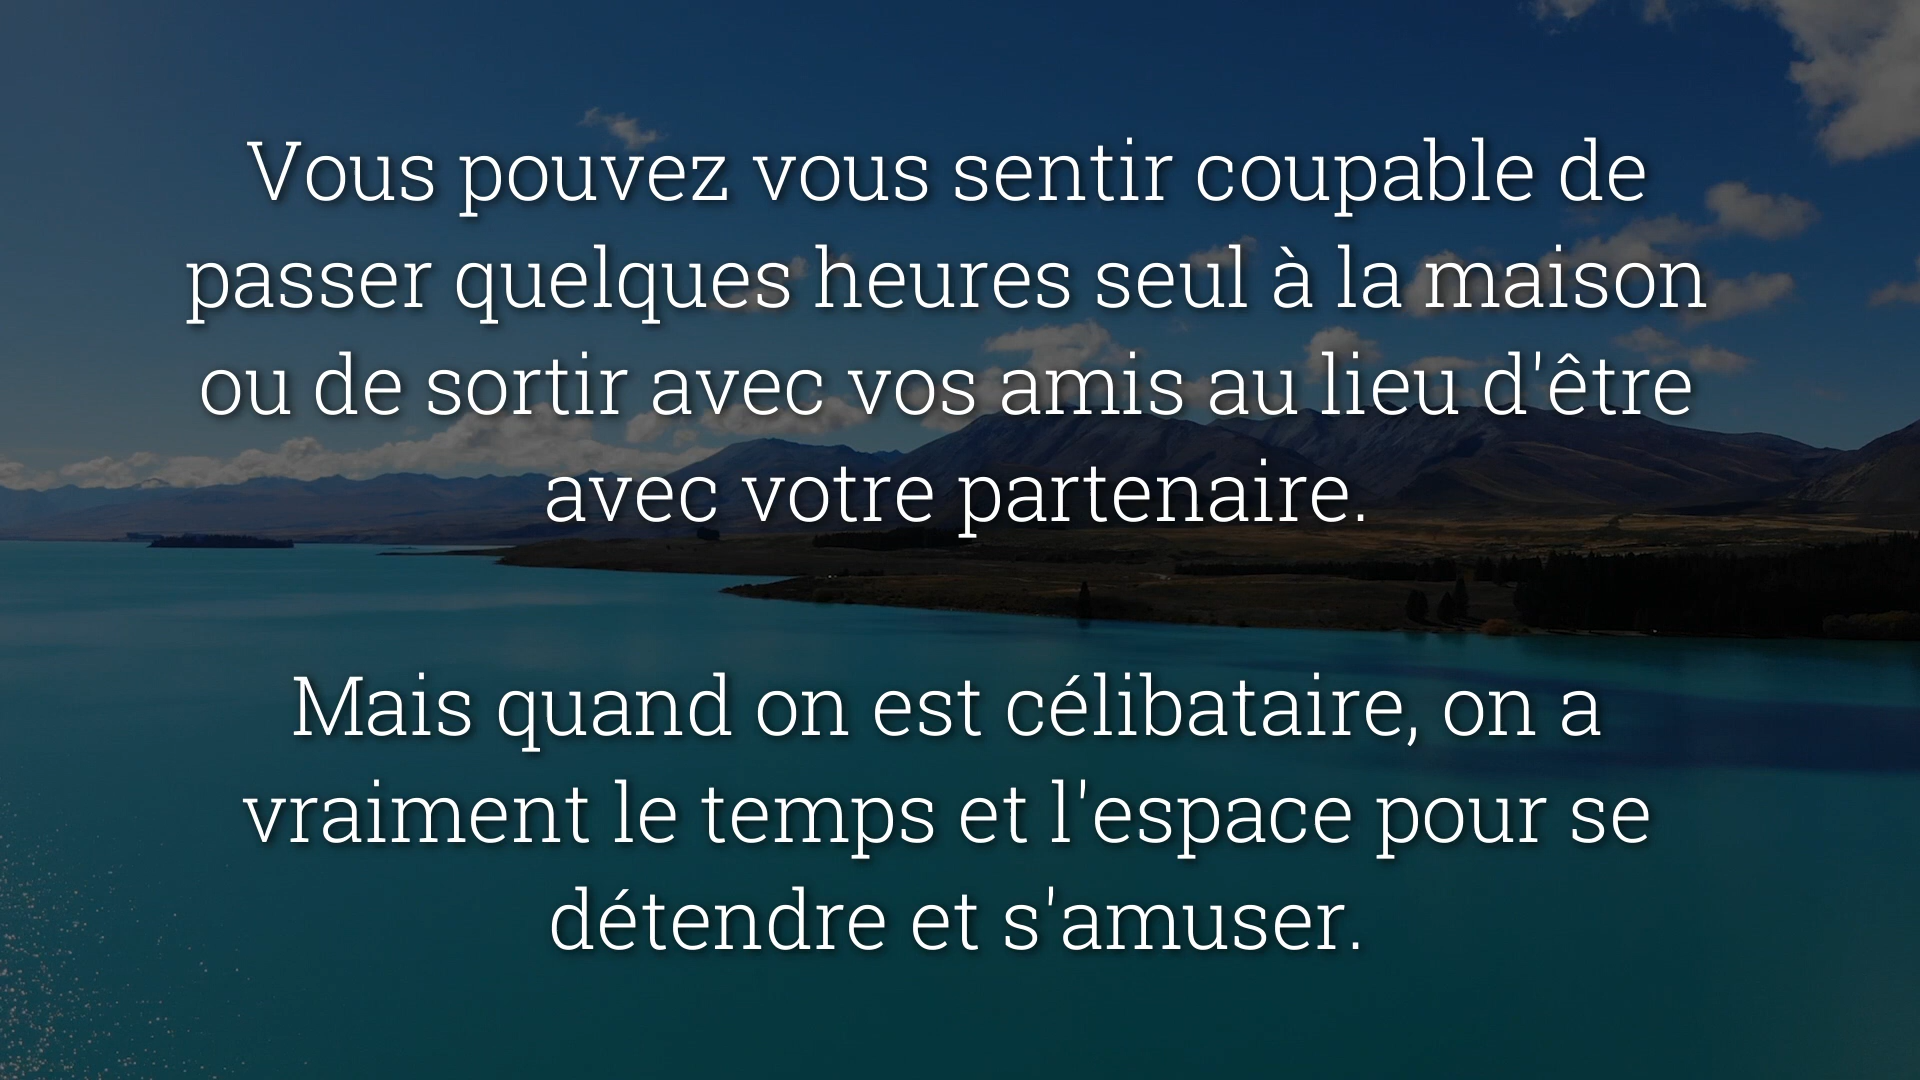 Vous pouvez vous sentir coupable de
passer quelques heures seul à la maison
ou de sortir avec vos amis au lieu d'être
avec votre partenaire.
Mais quand on est célibataire, on a
vraiment le temps et l'espace pour se
détendre et s'amuser.